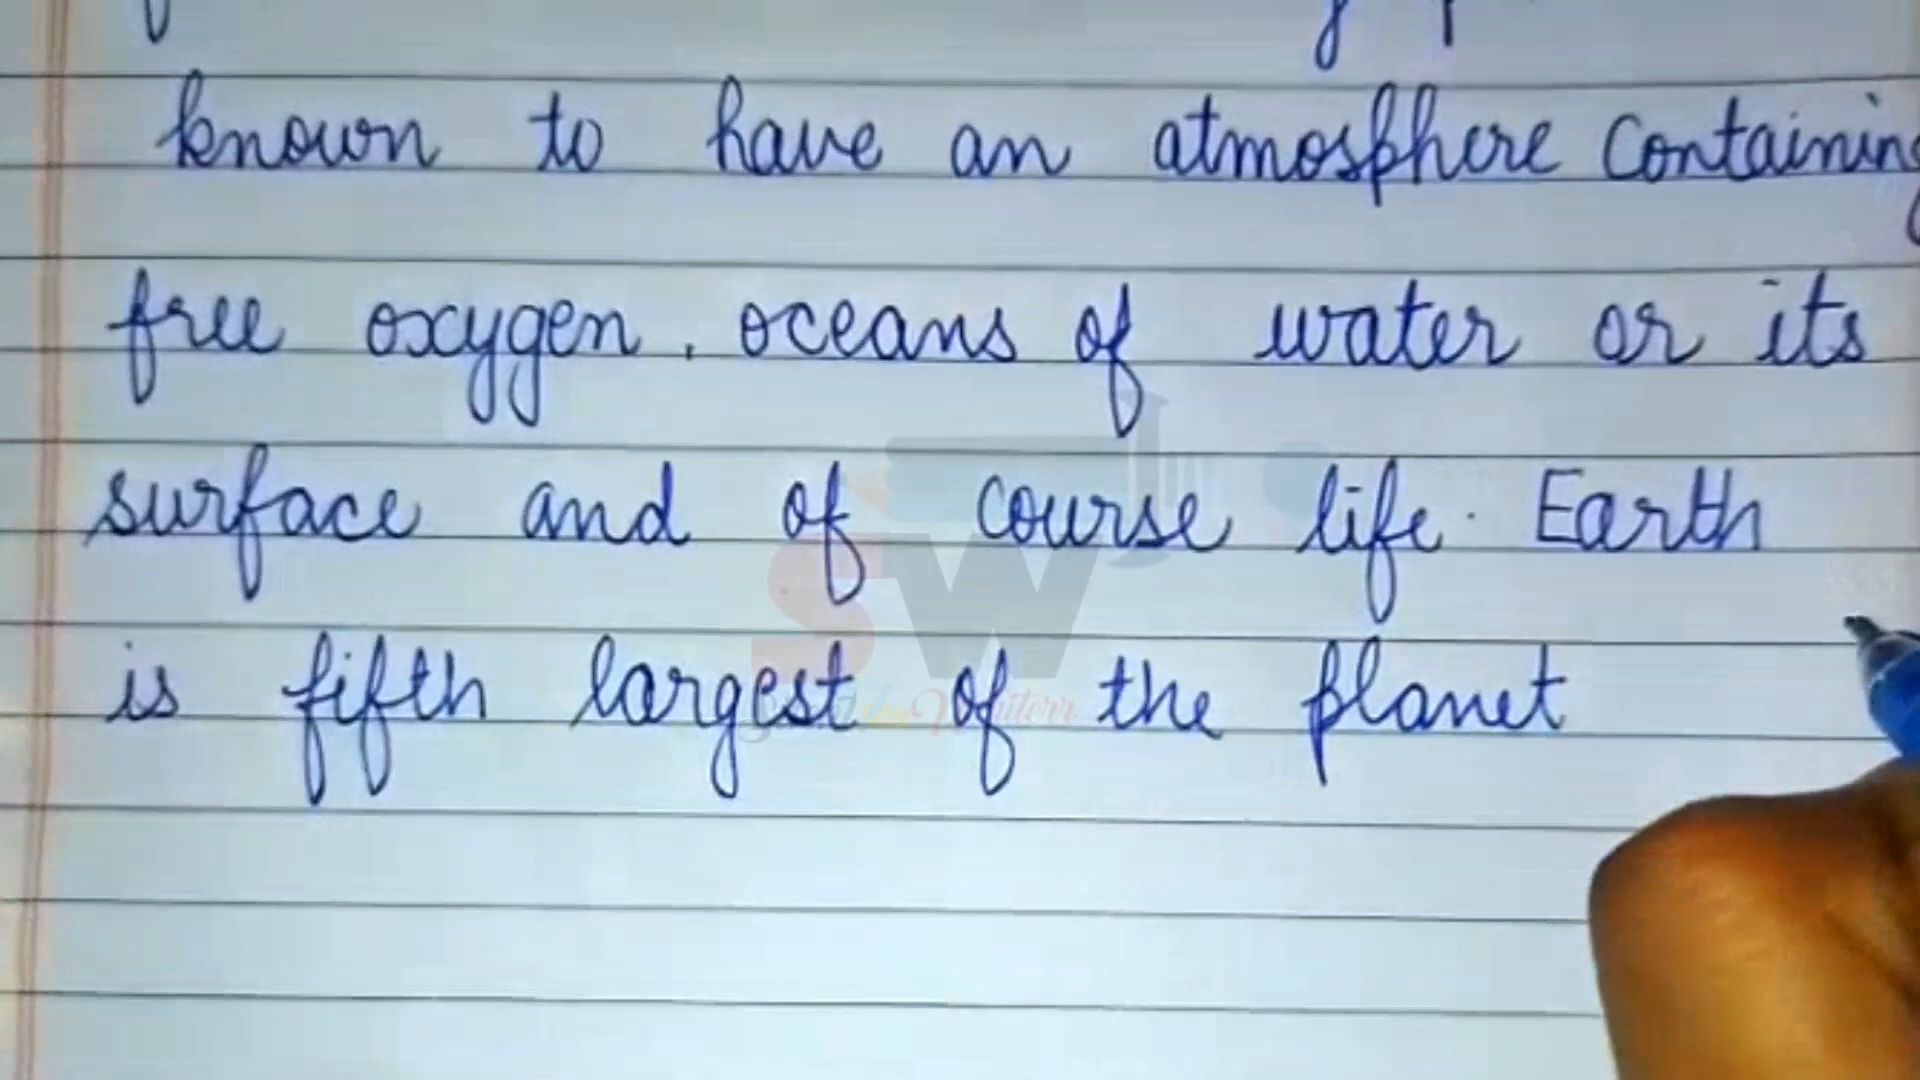 known to have an atmosphere containing
free oxygen. oceans of water or its
surface and of course life. Earth
is fifth largest of the planet
SW